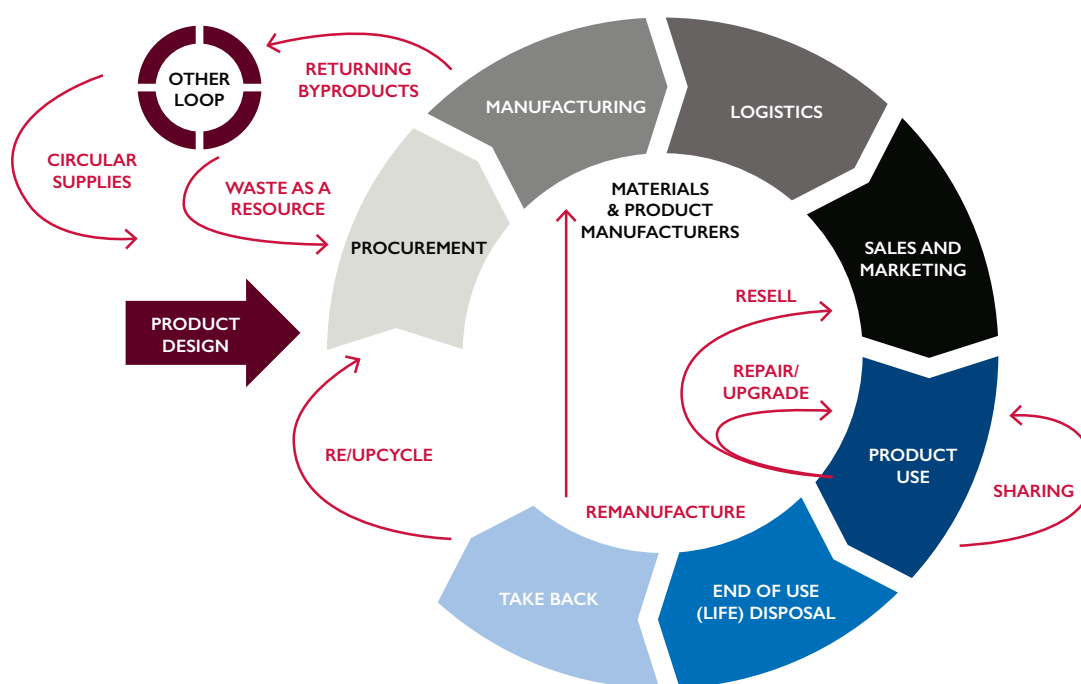 OTHER
LOOP
RETURNING
BYPRODUCTS
MANUFACTURING
LOGISTICS
CIRCULAR
SUPPLIES
WASTE AS A
RESOURCE
MATERIALS
& PRODUCT
MANUFACTURERS
PROCUREMENT
SALES AND
MARKETING
PRODUCT
DESIGN
RESELL
REPAIR/
UPGRADE
RE/UPCYCLE
PRODUCT
USE
SHARING
REMANUFACTURE
TAKE BACK
END OF USE
(LIFE) DISPOSAL